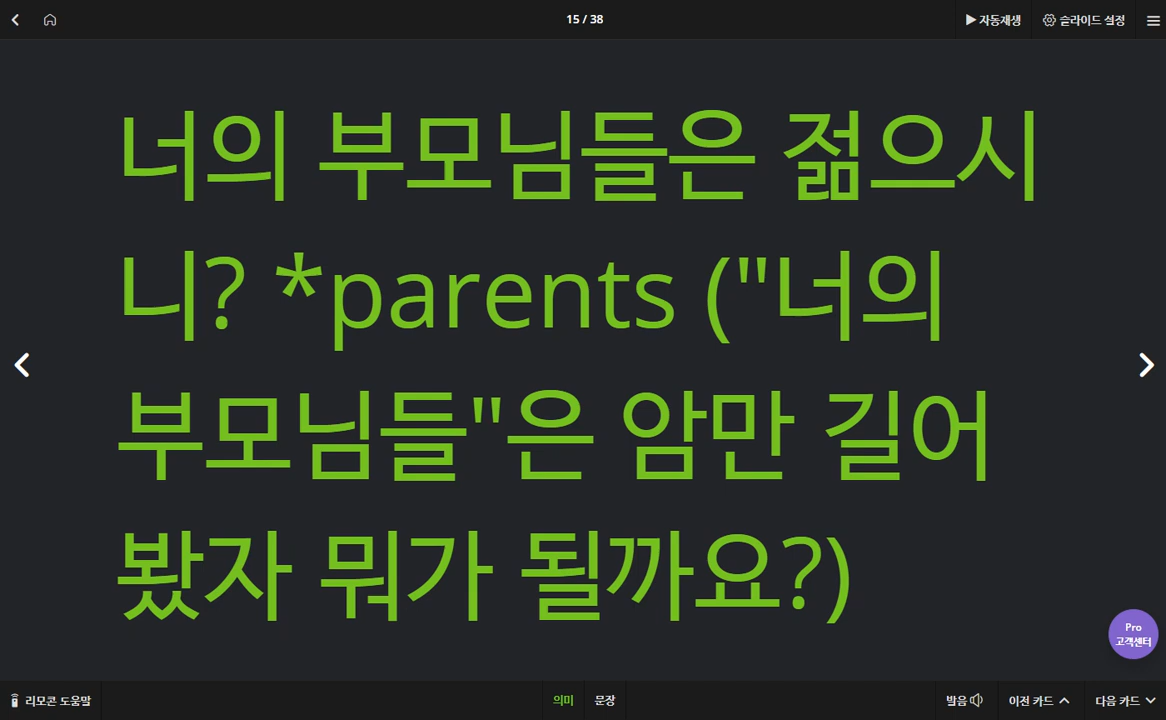 15 / 38
자동재생
슬라이드 설정
너의 부모님들은 젊으시
니? *parents ("너의
부모님들"은 암만 길어
봤자 뭐가 될까요?)
Pro
고객센터
리모콘 도움말
의미
문장
발음
이전 카드
다음 카드